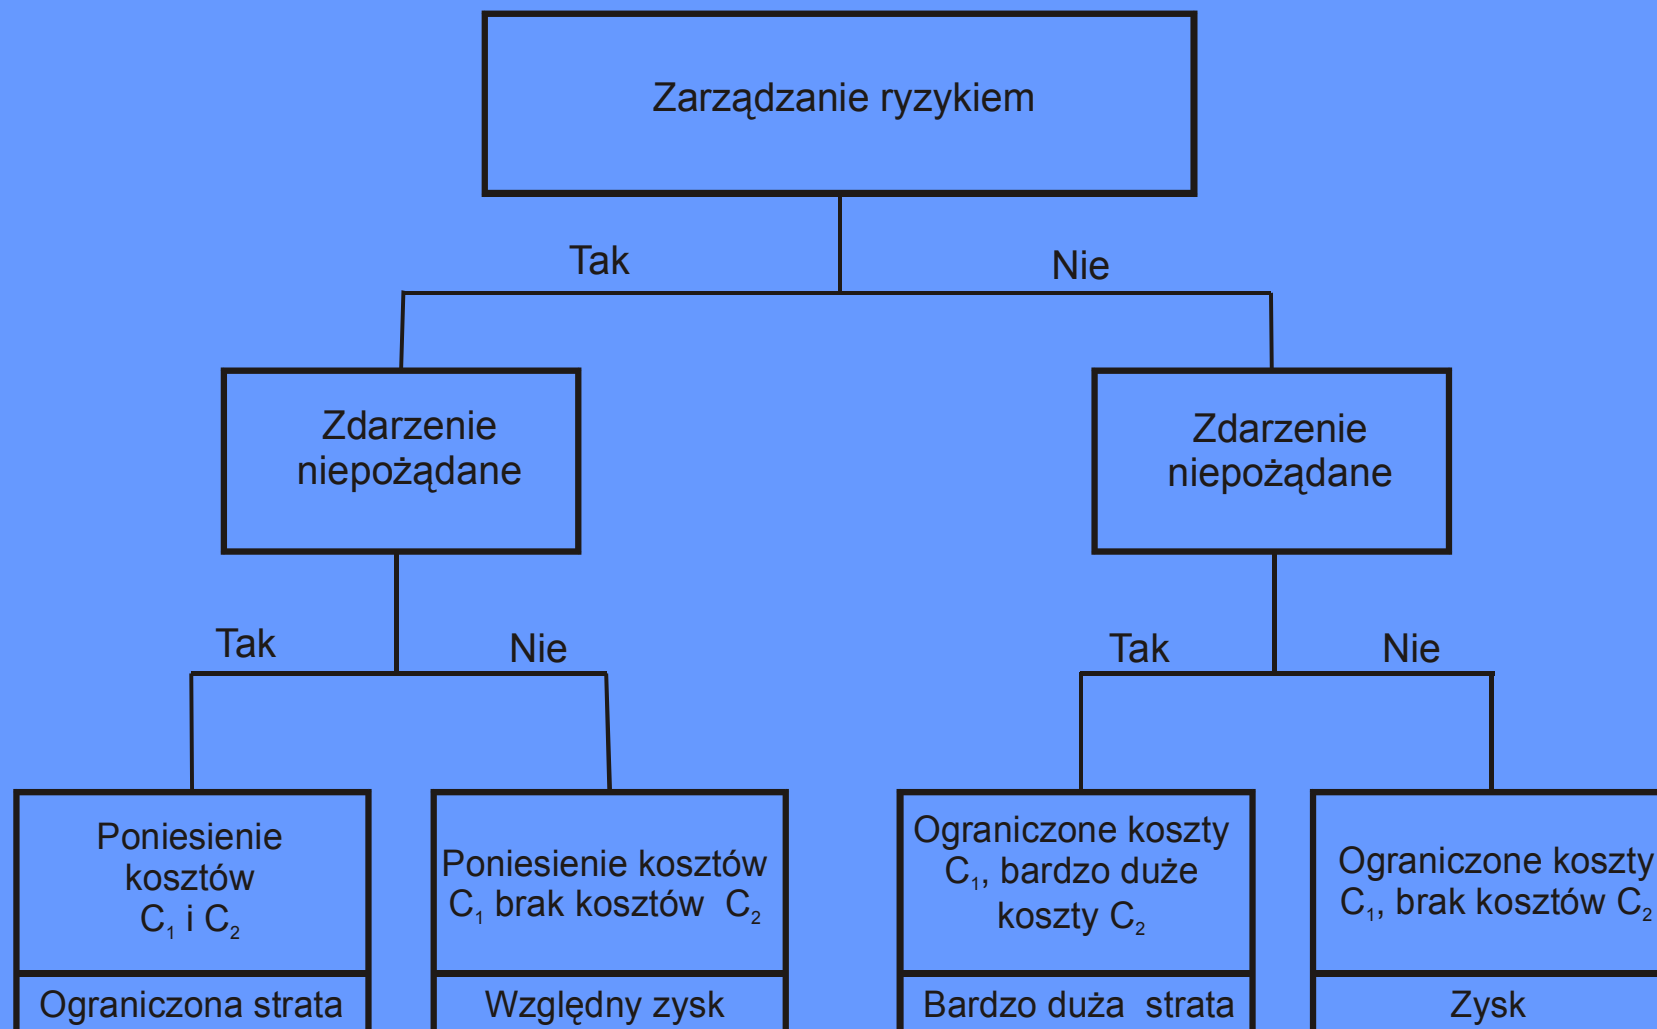 Zarządzanie ryzykiem
Tak
Nie
Zdarzenie
niepożądane
Zdarzenie
niepożądane
Tak
Nie
Tak
Nie
Poniesienie
kosztów
C₁ i C₂
Poniesienie kosztów
C₁ brak kosztów C₂
Ograniczone koszty
C₁, bardzo duże
koszty C₂
Ograniczone koszty
C₁, brak kosztów C₂
Ograniczona strata
Względny zysk
Bardzo duża strata
Zysk